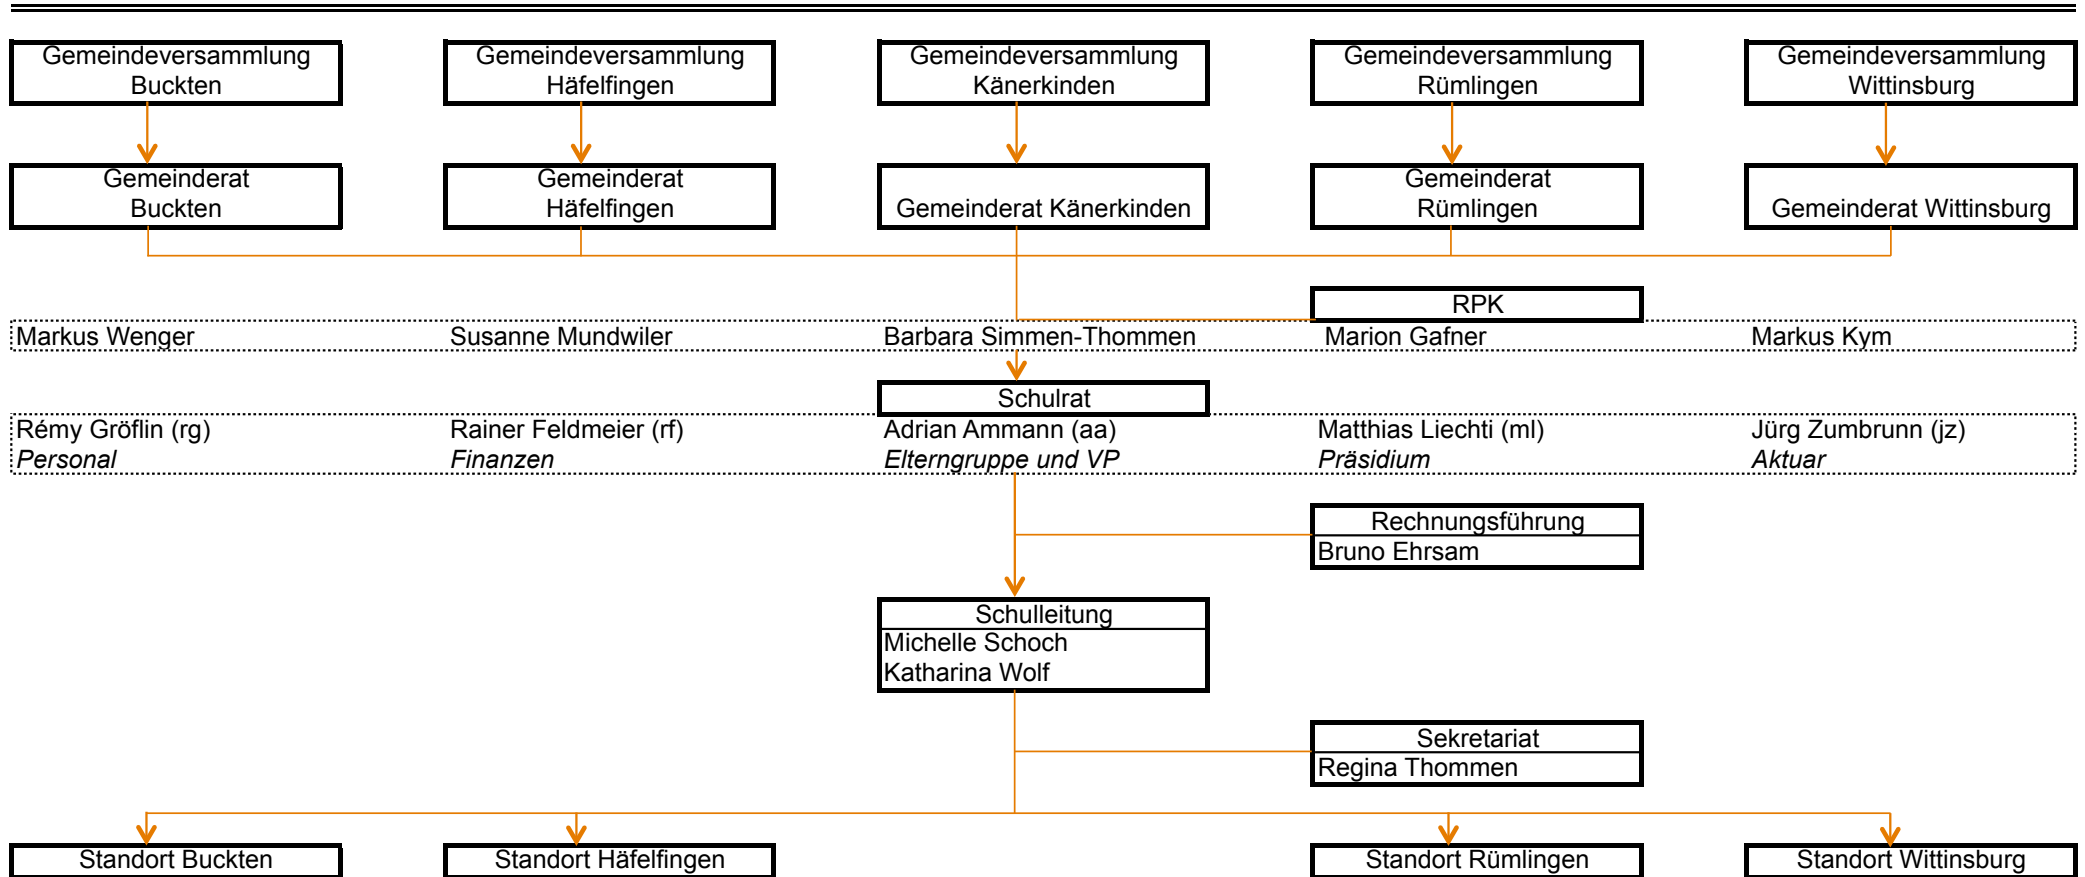 Gemeindeversammlung
Buckten
Gemeindeversammlung
Häfelfingen
Gemeindeversammlung
Känerkinden
Gemeindeversammlung
Rümlingen
Gemeindeversammlung
Wittinsburg
Gemeinderat
Buckten
Gemeinderat
Häfelfingen
Gemeinderat Känerkinden
Gemeinderat
Rümlingen
Gemeinderat Wittinsburg
RPK
Markus Wenger
Susanne Mundwiler
Barbara Simmen-Thommen
Marion Gafner
Markus Kym
Schulrat
Rémy Gröflin (rg)
Personal
Rainer Feldmeier (rf)
Finanzen
Adrian Ammann (aa)
Elterngruppe und VP
Matthias Liechti (ml)
Präsidium
Jürg Zumbrunn (jz)
Aktuar
Rechnungsführung
Bruno Ehrsam
Schulleitung
Michelle Schoch
Katharina Wolf
Sekretariat
Regina Thommen
Standort Buckten
Standort Häfelfingen
Standort Rümlingen
Standort Wittinsburg